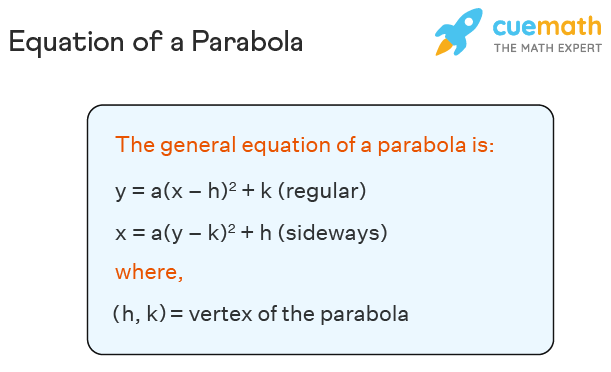 Equation of a Parabola
cuemath
THE MATH EXPERT
The general equation of a parabola is:
y = a(x – h)² + k (regular)
x = a(y – k)² + h (sideways)
where,
(h, k) = vertex of the parabola